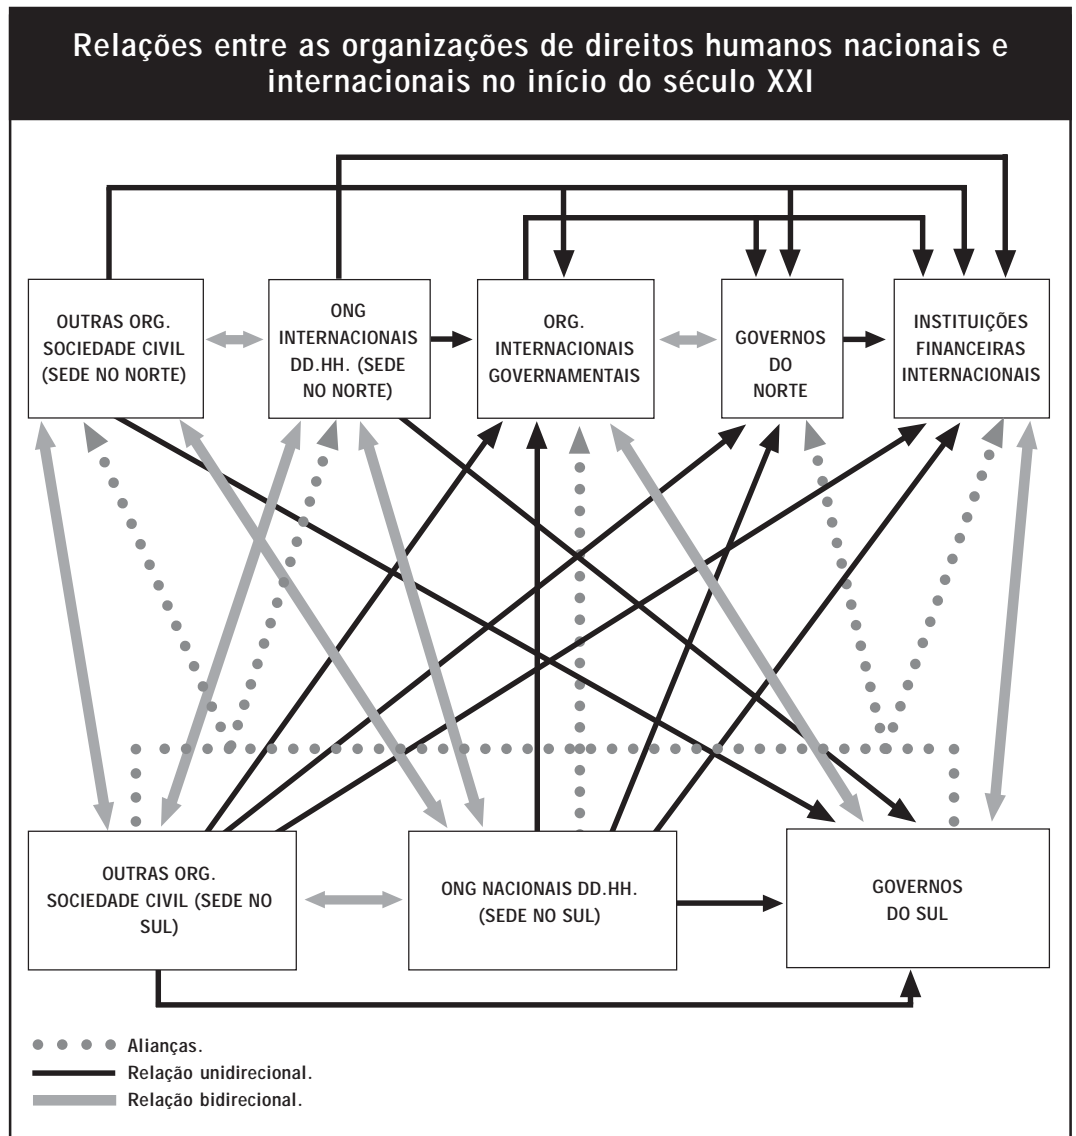 Relações entre as organizações de direitos humanos nacionais e
internacionais no início do século XXI
OUTRAS ORG.
SOCIEDADE CIVIL
(SEDE NO NORTE)
ONG
INTERNACIONAIS
DD.HH. (SEDE
NO NORTE)
ORG.
INTERNACIONAIS
GOVERNAMENTAIS
GOVERNOS
DO
NORTE
INSTITUIÇÕES
FINANCEIRAS
INTERNACIONAIS
OUTRAS ORG.
SOCIEDADE CIVIL (SEDE NO
SUL)
ONG NACIONAIS DD.HH.
(SEDE NO SUL)
GOVERNOS
DO SUL
Alianças.
Relação unidirecional.
Relação bidirecional.